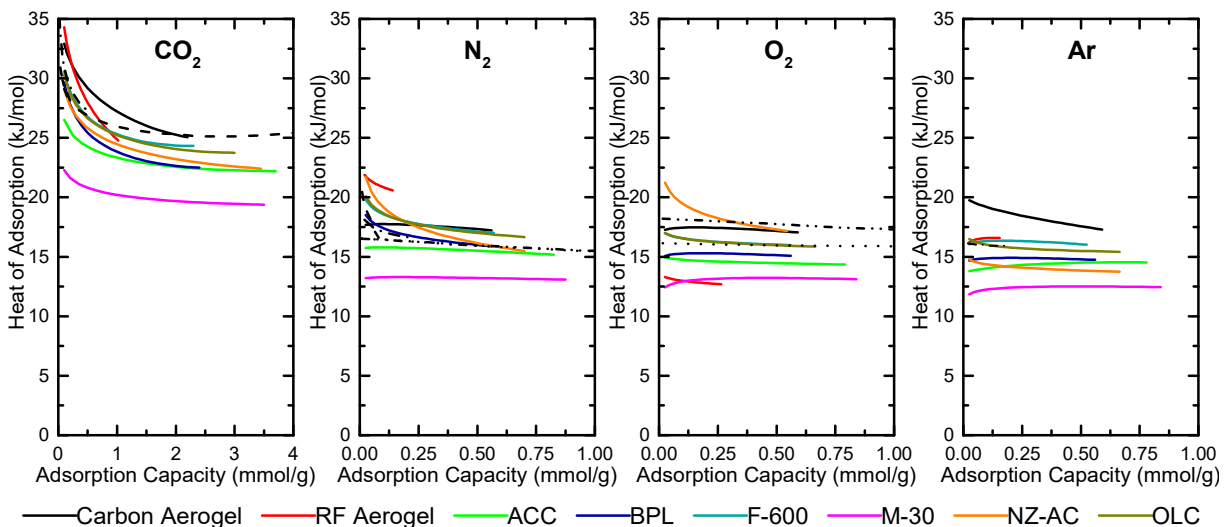 CO2
Heat of Adsorption (kJ/mol)
35
30
25
20
15
10
5
0
0 1 2 3 4
Adsorption Capacity (mmol/g)
N2
Heat of Adsorption (kJ/mol)
35
30
25
20
15
10
5
0
0.00 0.25 0.50 0.75 1.00
Adsorption Capacity (mmol/g)
O2
Heat of Adsorption (kJ/mol)
35
30
25
20
15
10
5
0
0.00 0.25 0.50 0.75 1.00
Adsorption Capacity (mmol/g)
Ar
Heat of Adsorption (kJ/mol)
35
30
25
20
15
10
5
0
0.00 0.25 0.50 0.75 1.00
Adsorption Capacity (mmol/g)
Carbon Aerogel RF Aerogel ACC BPL F-600 M-30 NZ-AC OLC